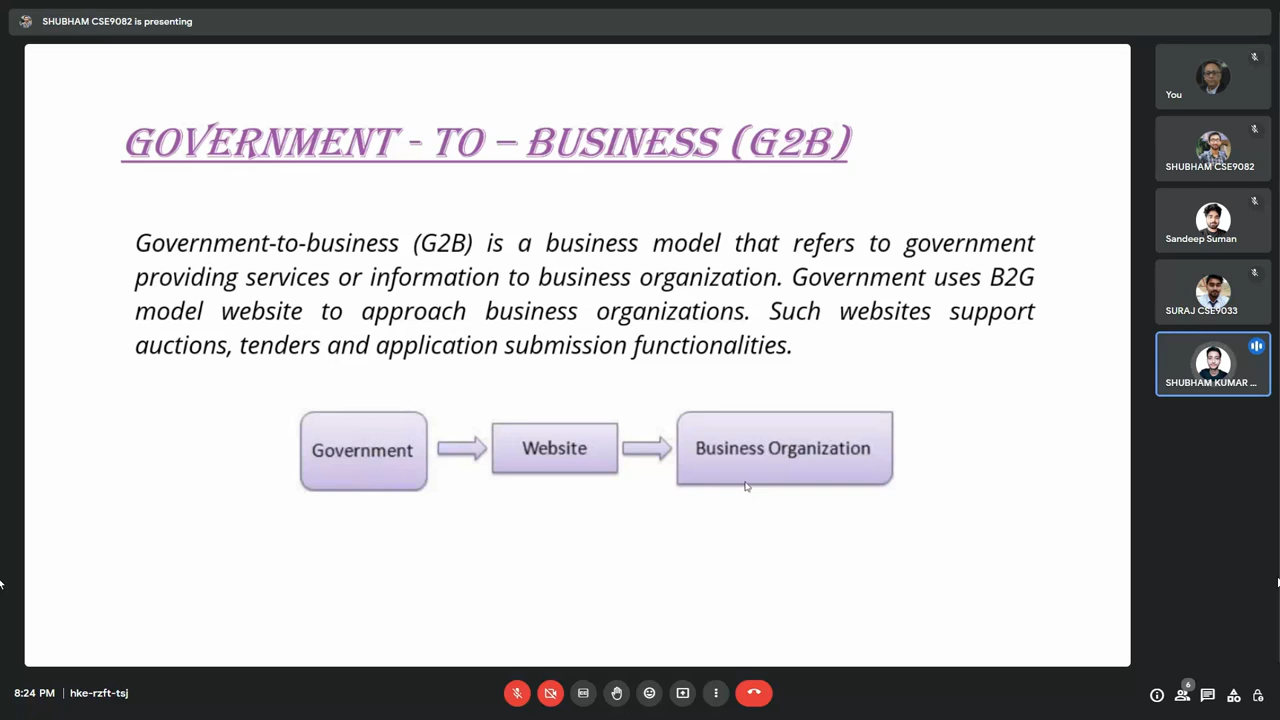 SHUBHAM CSE9082 is presenting
GOVERNMENT - TO – BUSINESS (G2B)
Government-to-business (G2B) is a business model that refers to government
providing services or information to business organization. Government uses B2G
model website to approach business organizations. Such websites support
auctions, tenders and application submission functionalities.
Government
Website
Business Organization
You
SHUBHAM CSE9082
Sandeep Suman
SURAJ CSE9033
SHUBHAM KUMAR ...
8:24 PM | hke-rzft-tsj
6